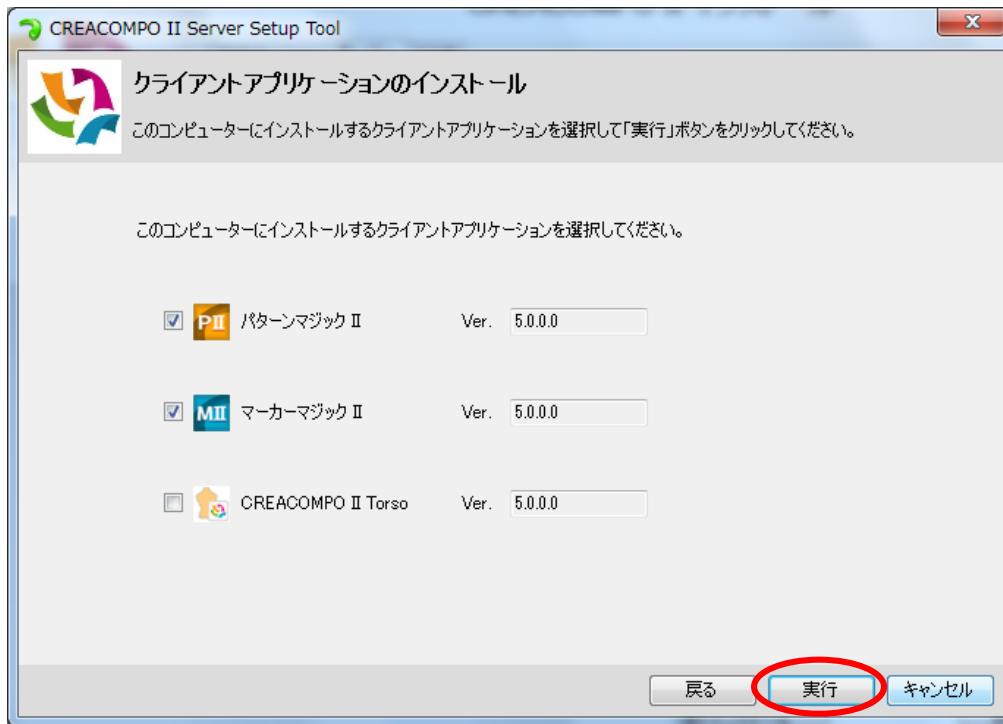 CREACOMPO II Server Setup Tool
クライアントアプリケーションのインストール
このコンピューターにインストールするクライアントアプリケーションを選択して「実行」ボタンをクリックしてください。
このコンピューターにインストールするクライアントアプリケーションを選択してください。
PII パターンマジックⅡ Ver. 5.0.0.0
MII マーカーマジックⅡ Ver. 5.0.0.0
CREACOMPOⅡTorso Ver. 5.0.0.0
戻る 実行 キャンセル